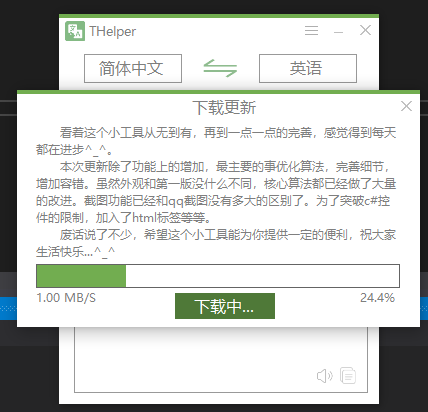 THelper
简体中文
英语
下载更新
看着这个小工具从无到有，再到一点一点的完善，感觉得到每天
都在进步^_^。
本次更新除了功能上的增加，最主要的事优化算法，完善细节，
增加容错。虽然外观和第一版没什么不同，核心算法都已经做了大量
的改进。截图功能已经和qq截图没有多大的区别了。为了突破c#控
件的限制，加入了html标签等等。
废话说了不少，希望这个小工具能为你提供一定的便利，祝大家
生活快乐...^_^
1.00 MB/S
24.4%
下载中...